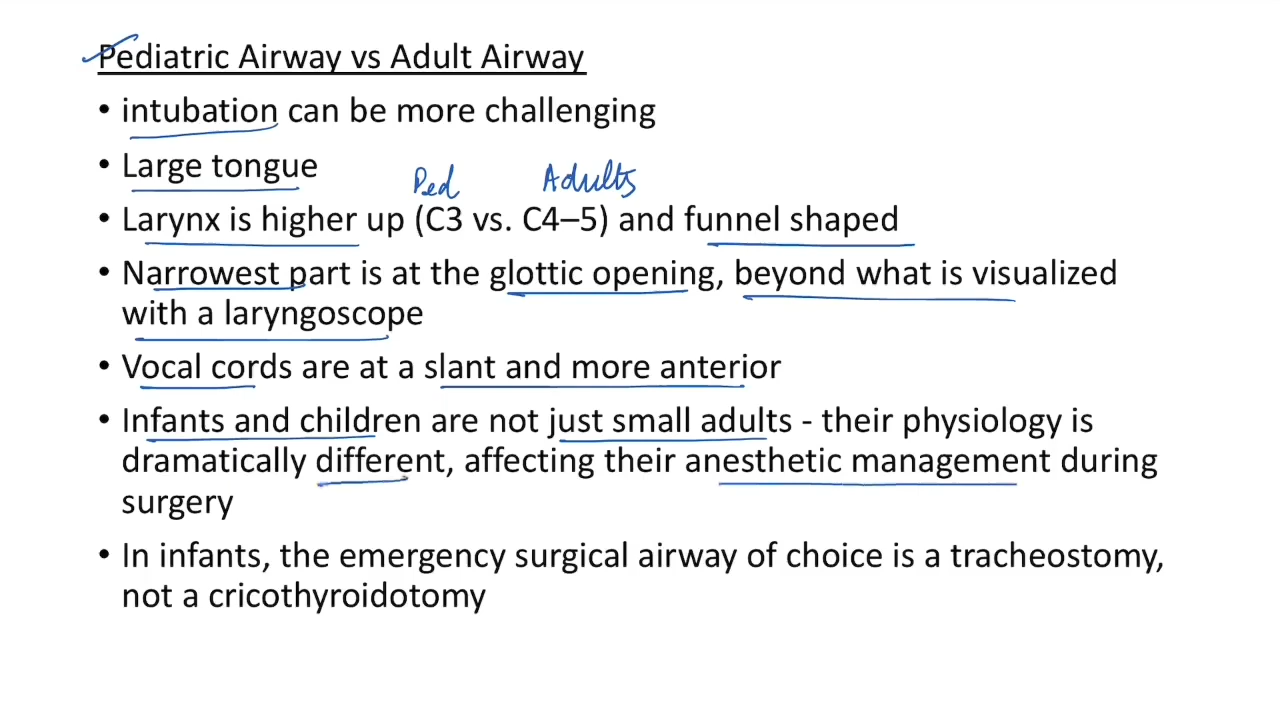 Pediatric Airway vs Adult Airway
• intubation can be more challenging
• Large tongue
Ped Adults
• Larynx is higher up (C3 vs. C4–5) and funnel shaped
• Narrowest part is at the glottic opening, beyond what is visualized
with a laryngoscope
• Vocal cords are at a slant and more anterior
• Infants and children are not just small adults - their physiology is
dramatically different, affecting their anesthetic management during
surgery
• In infants, the emergency surgical airway of choice is a tracheostomy,
not a cricothyroidotomy